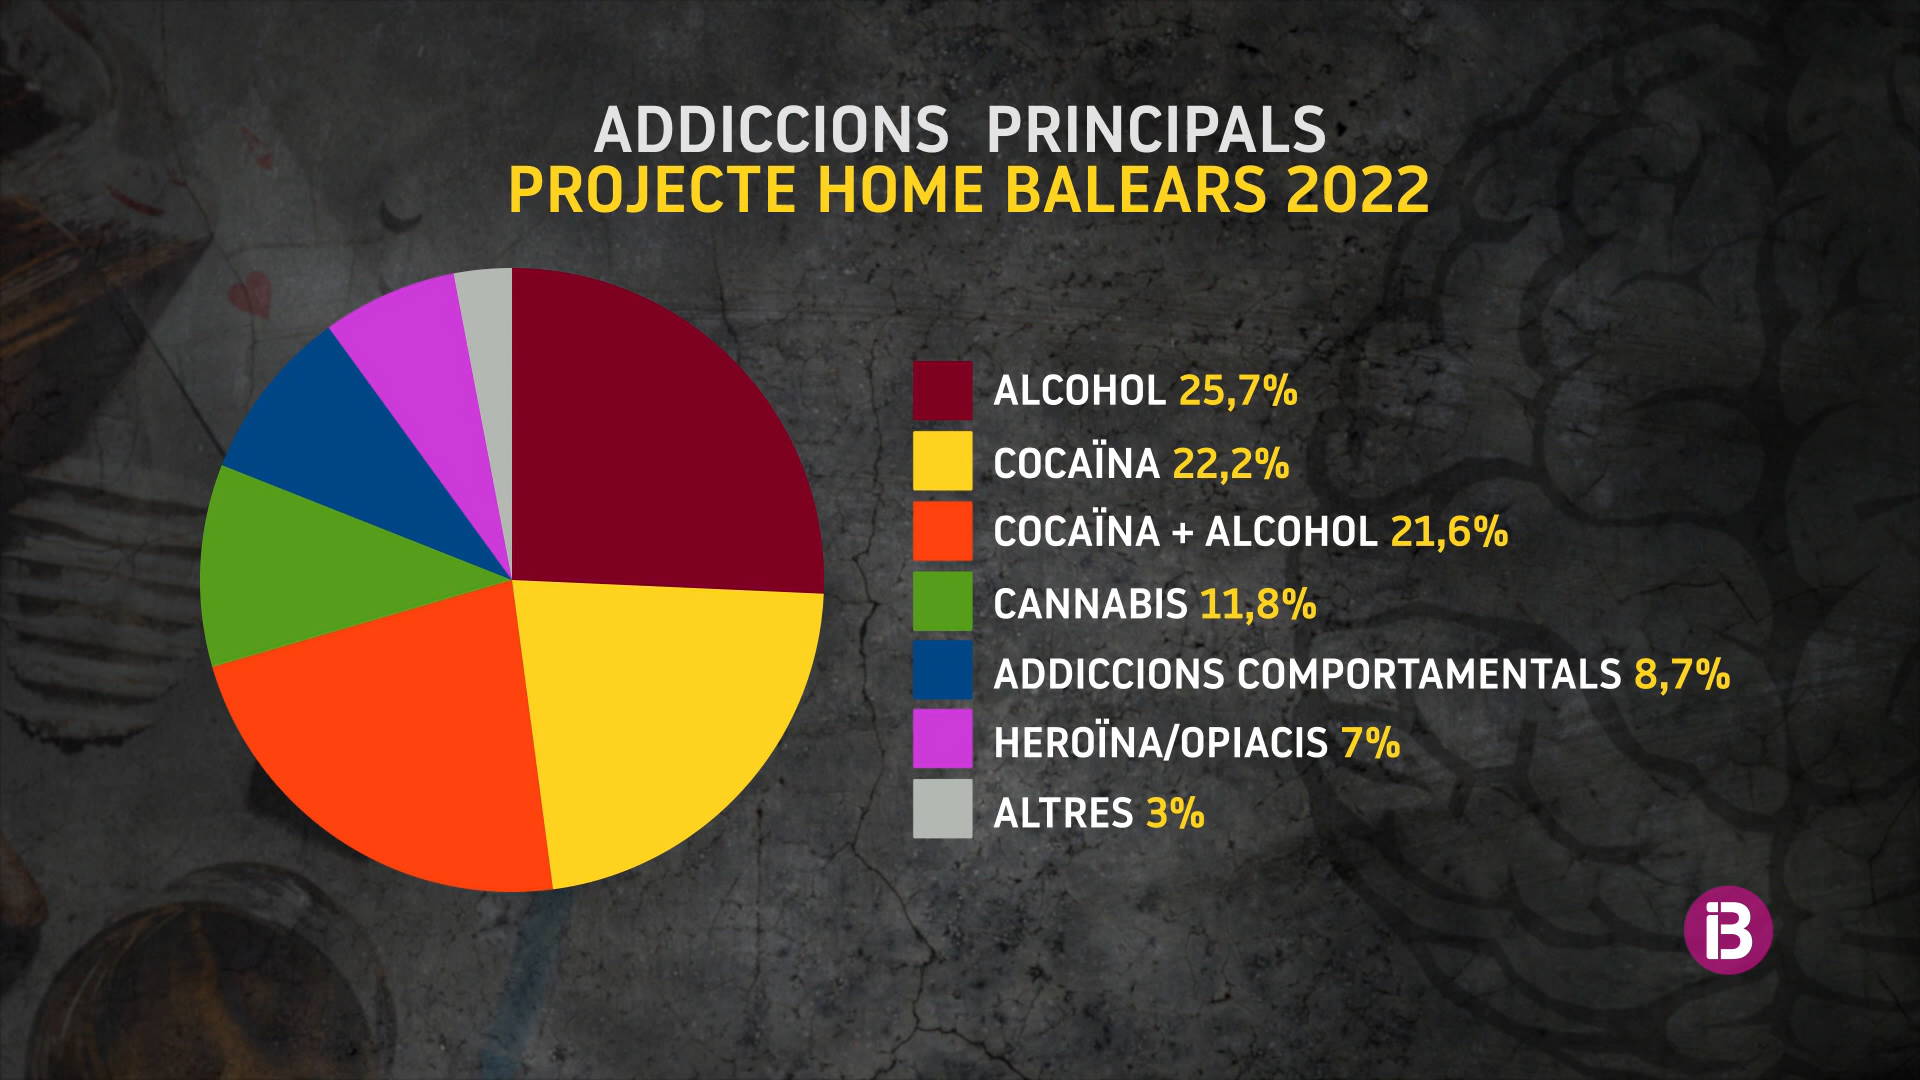 ADDICCIONS PRINCIPALS
PROJECTE HOME BALEARS 2022
ALCOHOL 25,7%
COCAÏNA 22,2%
COCAÏNA + ALCOHOL 21,6%
CANNABIS 11,8%
ADDICCIONS COMPORTAMENTALS 8,7%
HEROÏNA/OPIACIS 7%
ALTRES 3%
iB